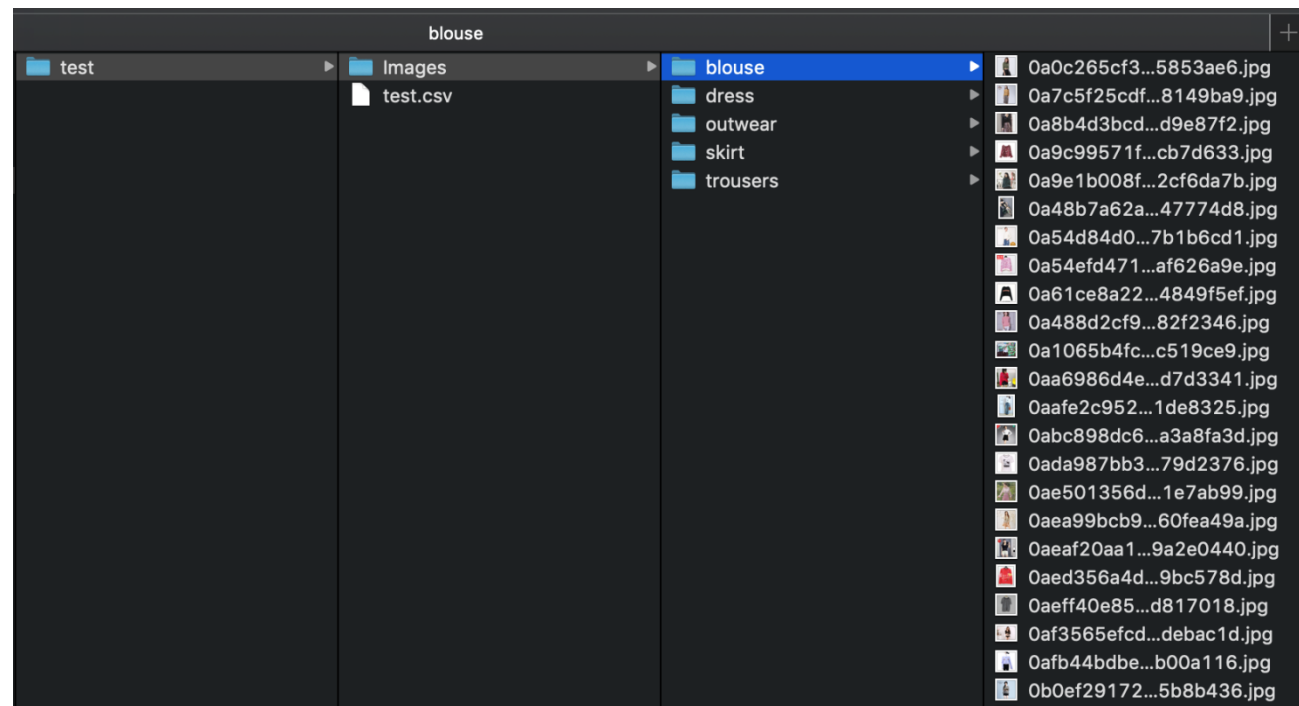 blouse
test
Images
test.csv
blouse
dress
outwear
skirt
trousers
0a0c265cf3...5853ae6.jpg
0a7c5f25cdf...8149ba9.jpg
0a8b4d3bcd...d9e87f2.jpg
0a9c99571f...cb7d633.jpg
0a9e1b008f...2cf6da7b.jpg
0a48b7a62a...47774d8.jpg
0a54d84d0...7b1b6cd1.jpg
0a54efd471...af626a9e.jpg
0a61ce8a22...4849f5ef.jpg
0a488d2cf9...82f2346.jpg
0a1065b4fc...c519ce9.jpg
0aa6986d4e...d7d3341.jpg
0aafe2c952...1de8325.jpg
0abc898dc6...a3a8fa3d.jpg
0ada987bb3...79d2376.jpg
0ae501356d...1e7ab99.jpg
0aea99bcb9...60fea49a.jpg
0aeaf20aa1...9a2e0440.jpg
0aed356a4d...9bc578d.jpg
0aeff40e85...d817018.jpg
0af3565efcd...debac1d.jpg
0afb44bdbe...b00a116.jpg
0b0ef29172...5b8b436.jpg